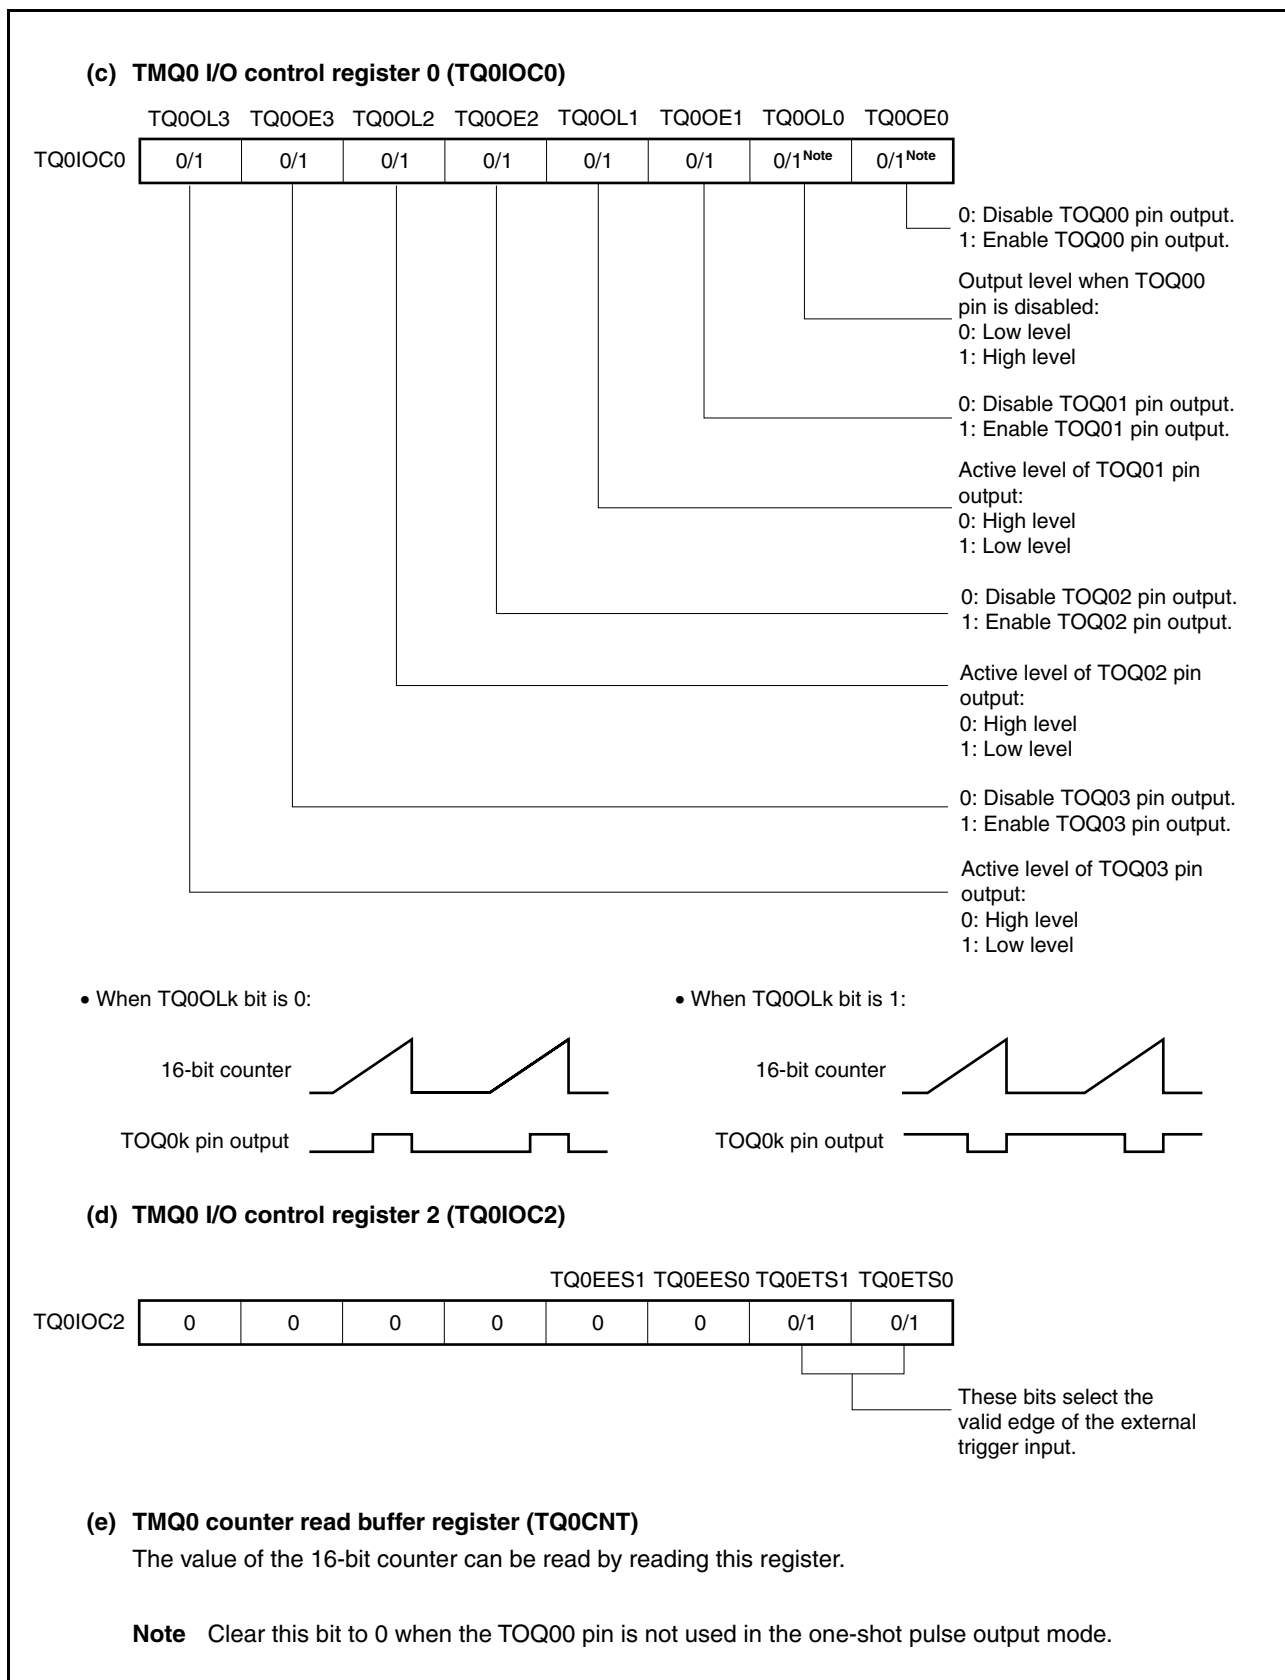 (c) TMQ0 I/O control register 0 (TQ0IOC0)
TQ0OL3 TQ0OE3 TQ0OL2 TQ0OE2 TQ0OL1 TQ0OE1 TQ0OL0 TQ0OE0
TQ0IOC0 0/1 0/1 0/1 0/1 0/1 0/1 0/1Note 0/1Note
0: Disable TOQ00 pin output.
1: Enable TOQ00 pin output.
Output level when TOQ00
pin is disabled:
0: Low level
1: High level
0: Disable TOQ01 pin output.
1: Enable TOQ01 pin output.
Active level of TOQ01 pin
output:
0: High level
1: Low level
0: Disable TOQ02 pin output.
1: Enable TOQ02 pin output.
Active level of TOQ02 pin
output:
0: High level
1: Low level
0: Disable TOQ03 pin output.
1: Enable TOQ03 pin output.
Active level of TOQ03 pin
output:
0: High level
1: Low level
• When TQ0OLk bit is 0:
16-bit counter
TOQ0k pin output
• When TQ0OLk bit is 1:
16-bit counter
TOQ0k pin output
(d) TMQ0 I/O control register 2 (TQ0IOC2)
TQ0EES1 TQ0EES0 TQ0ETS1 TQ0ETS0
TQ0IOC2 0 0 0 0 0 0 0/1 0/1
These bits select the
valid edge of the external
trigger input.
(e) TMQ0 counter read buffer register (TQ0CNT)
The value of the 16-bit counter can be read by reading this register.
Note Clear this bit to 0 when the TOQ00 pin is not used in the one-shot pulse output mode.